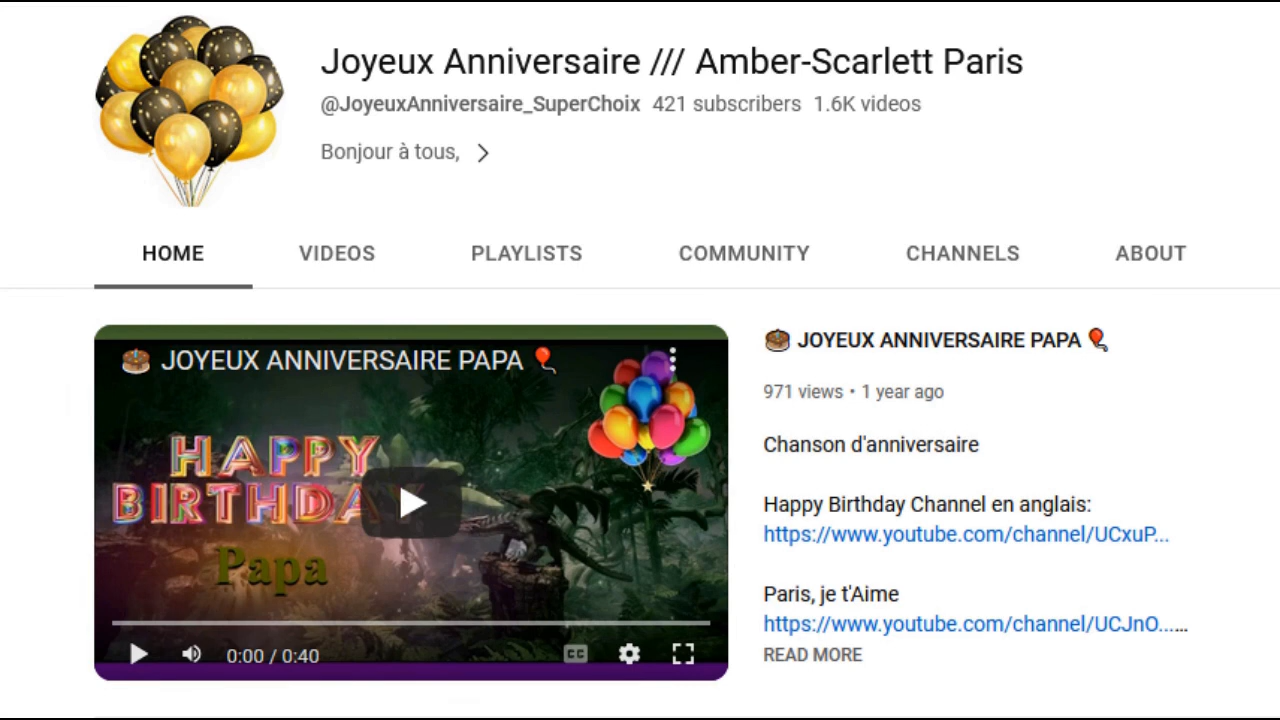 Joyeux Anniversaire /// Amber-Scarlett Paris
@JoyeuxAnniversaire_SuperChoix 421 subscribers 1.6K videos
Bonjour à tous,
HOME VIDEOS PLAYLISTS COMMUNITY CHANNELS ABOUT
🎂 JOYEUX ANNIVERSAIRE PAPA 🎈
HAPPY
BIRTHDAY
Papa
0:00 / 0:40
CC
🎂 JOYEUX ANNIVERSAIRE PAPA 🎈
971 views • 1 year ago
Chanson d'anniversaire
Happy Birthday Channel en anglais:
https://www.youtube.com/channel/UCxuP...
Paris, je t'Aime
https://www.youtube.com/channel/UCJnO...…
READ MORE